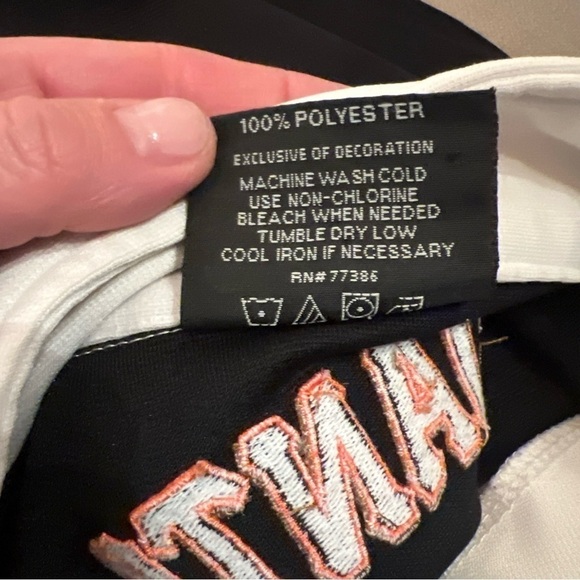 100% POLYESTER
EXCLUSIVE OF DECORATION
MACHINE WASH COLD
USE NON-CHLORINE
BLEACH WHEN NEEDED
TUMBLE DRY LOW
COOL IRON IF NECESSARY
RN# 77386
ANT